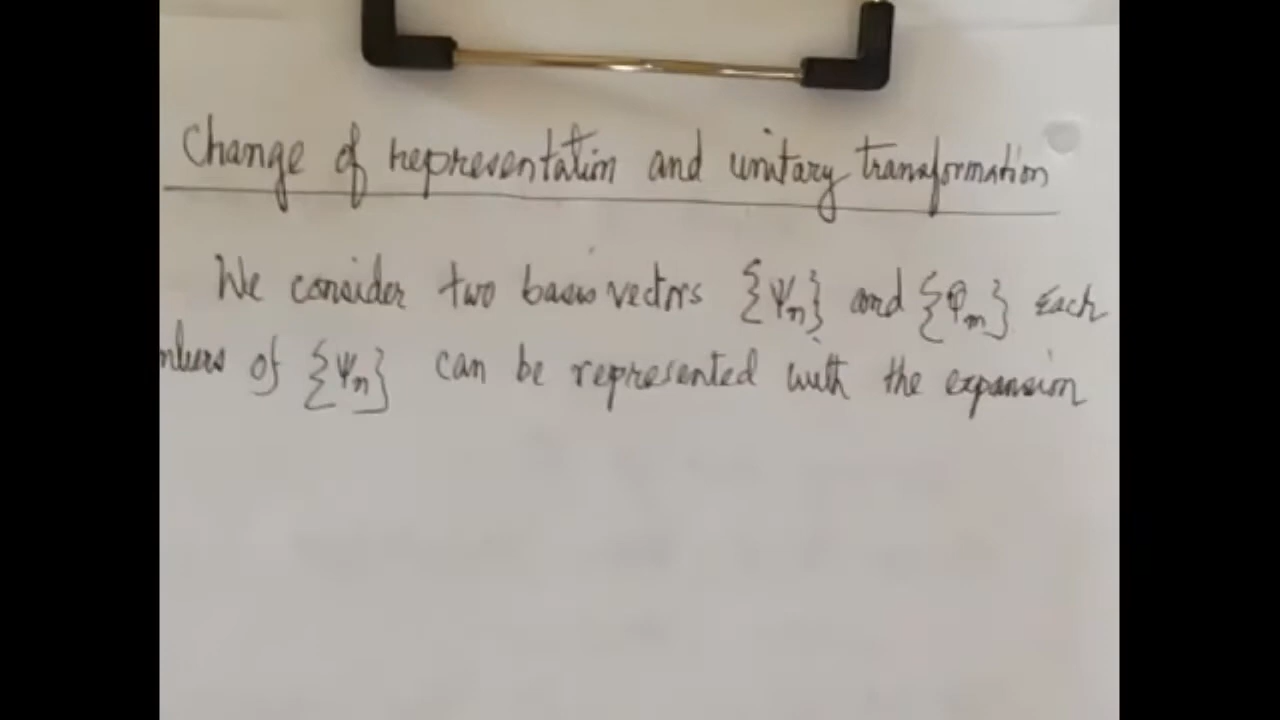 Change of representation and unitary transformation
We consider two basis vectors {Ψn} and {φm} Each
mbers of {Ψn} can be represented with the expansion